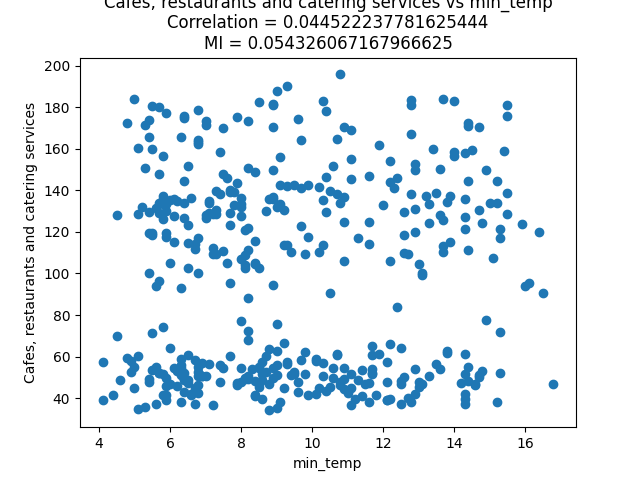 Cafes, restaurants and catering services vs min_temp
Correlation = 0.044522237781625444
MI = 0.054326067167966625
200
180
160
140
120
100
80
60
40
Cafes, restaurants and catering services
4 6 8 10 12 14 16
min_temp